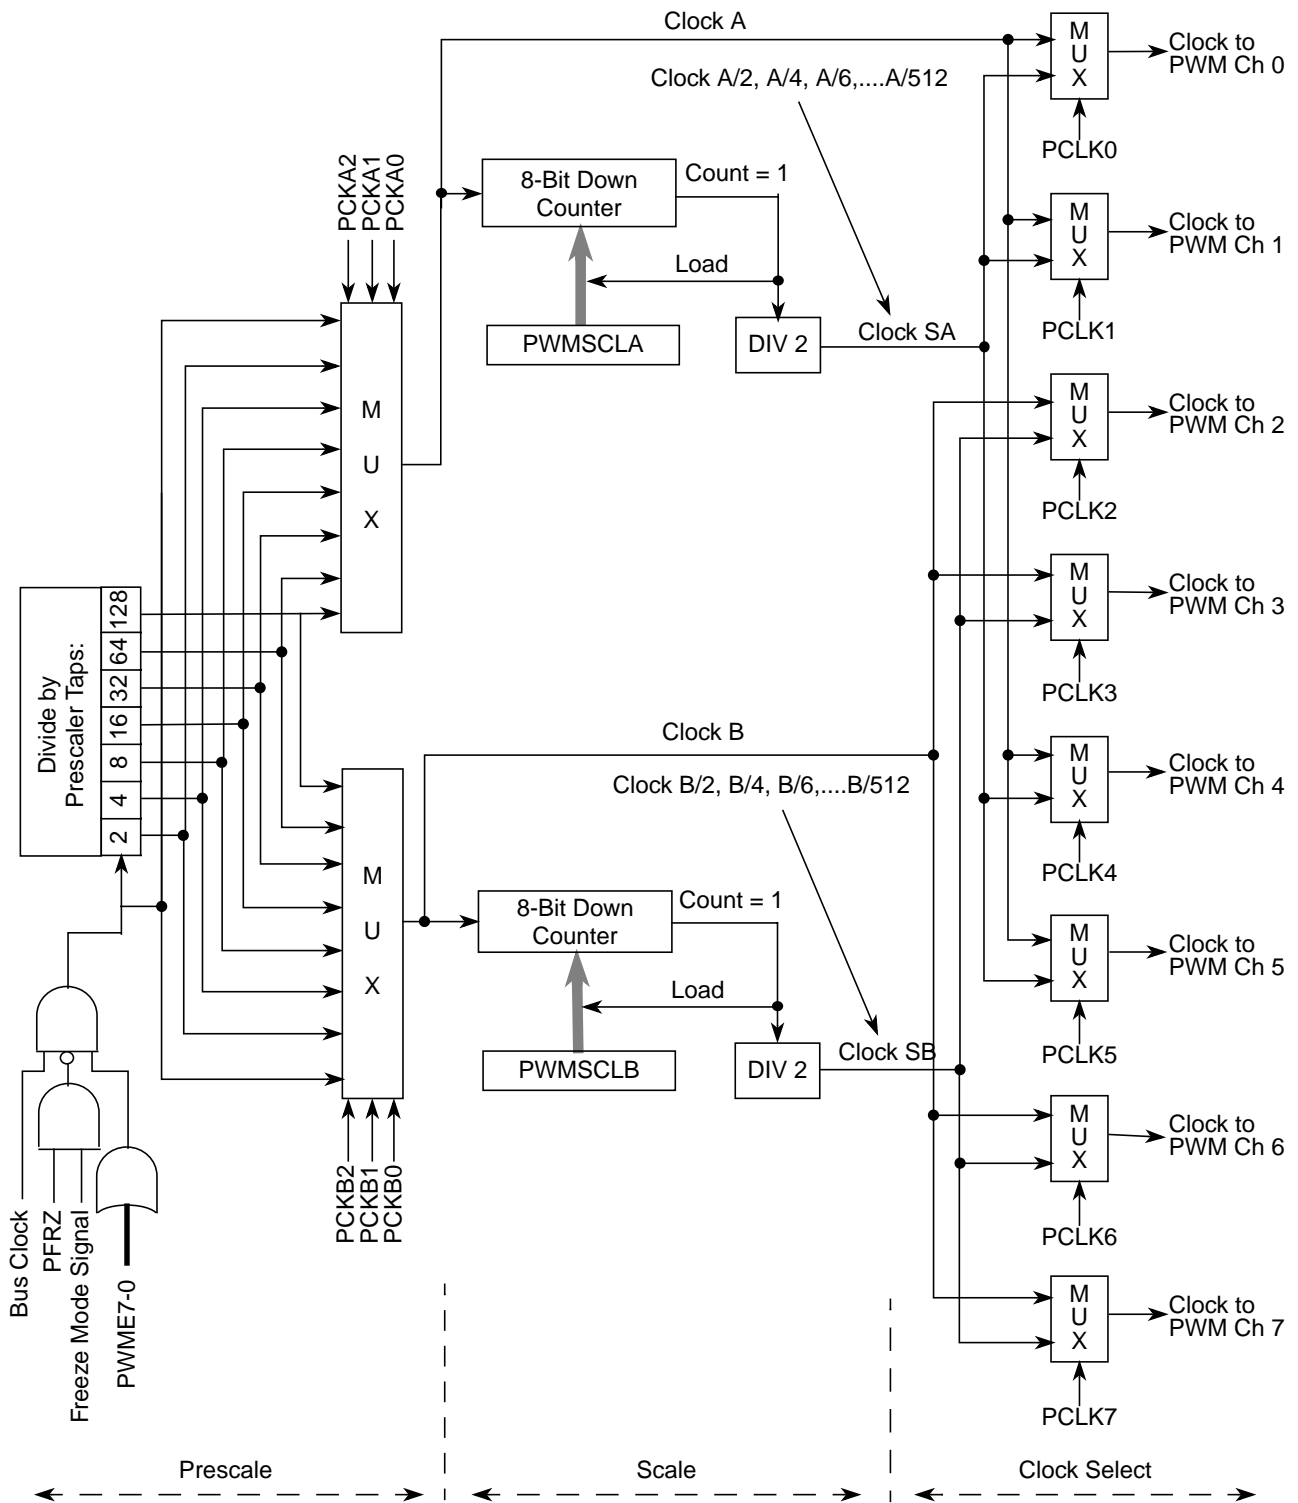 Clock A
Clock A/2, A/4, A/6,....A/512
M
U
X
Clock to
PWM Ch 0
PCLK0
PCKA2
PCKA1
PCKA0
8-Bit Down
Counter
Count = 1
Load
PWMSCLA
DIV 2
Clock SA
M
U
X
Clock to
PWM Ch 1
PCLK1
M
U
X
M
U
X
Clock to
PWM Ch 2
PCLK2
M
U
X
Clock to
PWM Ch 3
PCLK3
Divide by
Prescaler Taps:
128
64
32
16
8
4
2
Clock B
Clock B/2, B/4, B/6,....B/512
M
U
X
Clock to
PWM Ch 4
PCLK4
M
U
X
8-Bit Down
Counter
Count = 1
Load
PWMSCLB
DIV 2
Clock SB
M
U
X
Clock to
PWM Ch 5
PCLK5
PCKB2
PCKB1
PCKB0
M
U
X
Clock to
PWM Ch 6
PCLK6
Bus Clock
PFRZ
Freeze Mode Signal
PWME7-0
M
U
X
Clock to
PWM Ch 7
PCLK7
Prescale
Scale
Clock Select